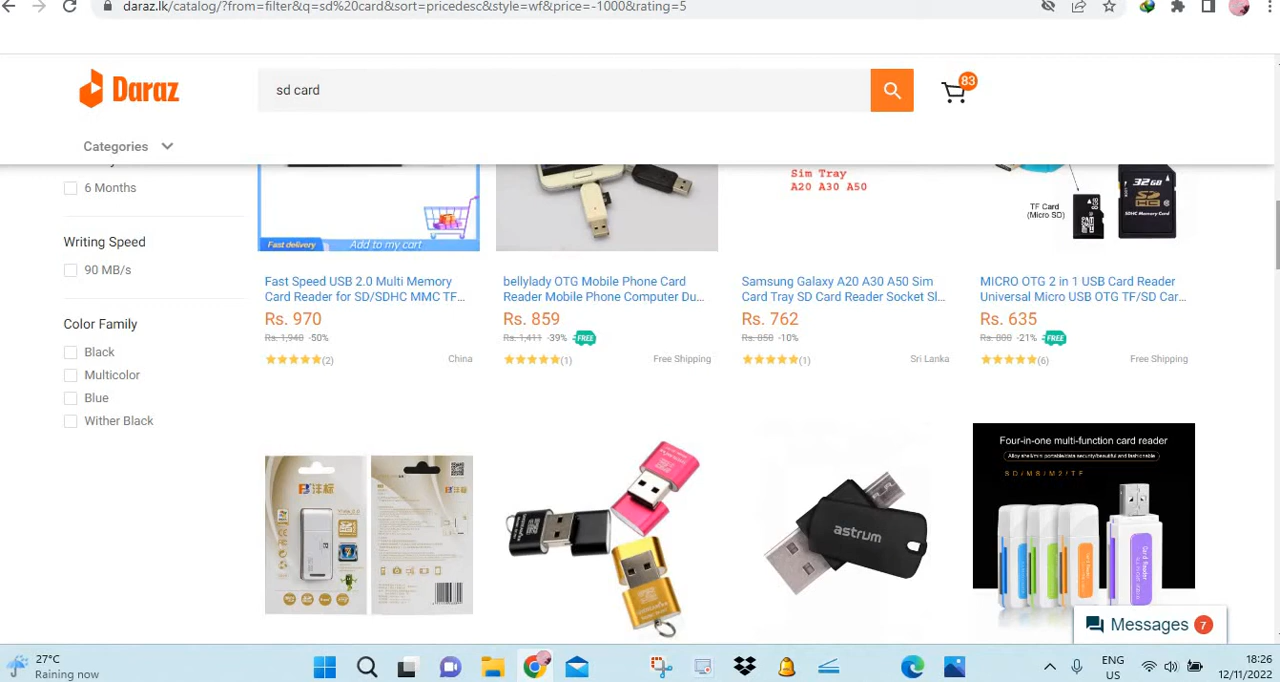 daraz.lk/catalog/?from=filter&q=sd%20card&sort=pricedesc&style=wf&price=-1000&rating=5
Daraz
sd card
83
Categories
6 Months
Writing Speed
90 MB/s
Color Family
Black
Multicolor
Blue
Wither Black
Fast delivery
Add to my cart
Sim Tray
A20 A30 A50
TF Card
(Micro SD)
32GB
SDHC Memory Card
Fast Speed USB 2.0 Multi Memory
Card Reader for SD/SDHC MMC TF...
Rs. 970
Rs. 1,940 -50%
(2)
China
bellylady OTG Mobile Phone Card
Reader Mobile Phone Computer Du...
Rs. 859
Rs. 1,411 -39% FREE
(1)
Free Shipping
Samsung Galaxy A20 A30 A50 Sim
Card Tray SD Card Reader Socket Sl...
Rs. 762
Rs. 850 -10%
(1)
Sri Lanka
MICRO OTG 2 in 1 USB Card Reader
Universal Micro USB OTG TF/SD Car...
Rs. 635
Rs. 800 -21% FREE
(6)
Free Shipping
astrum
Four-in-one multi-function card reader
SD/MS/M2/TF
Card Reader
Messages 7
27°C
Raining now
ENG
US
18:26
12/11/2022